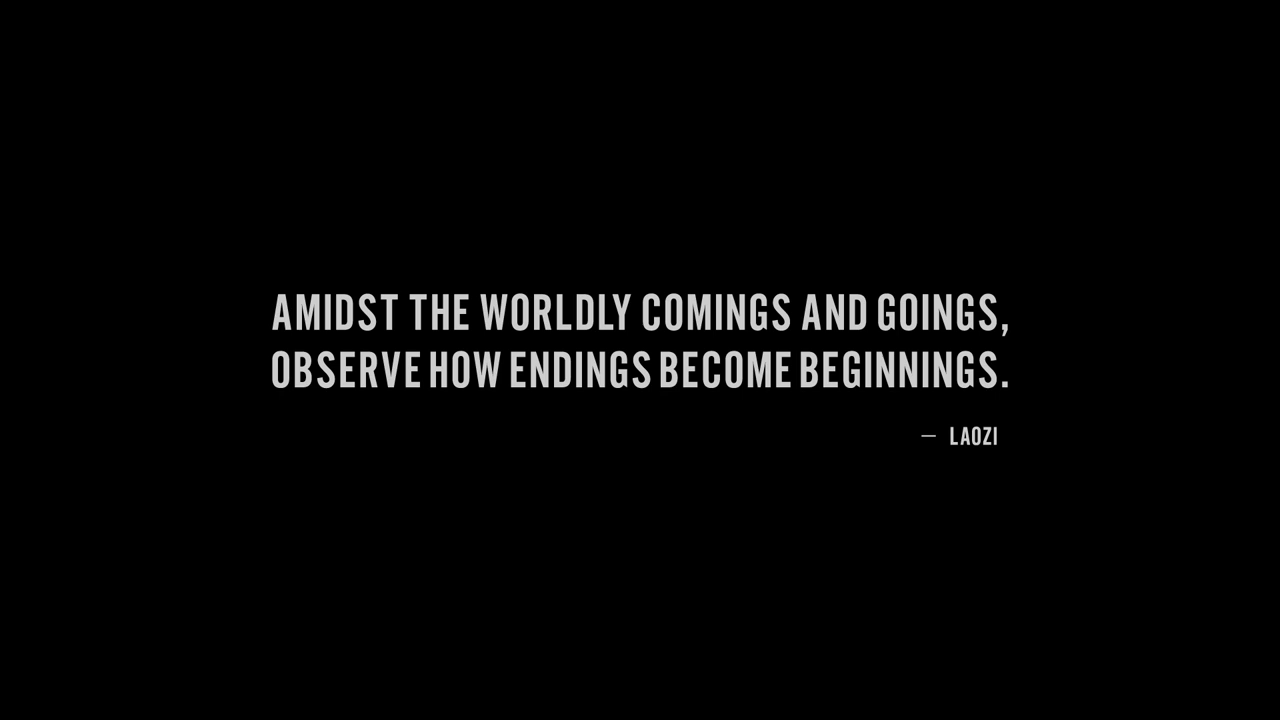 AMIDST THE WORLDLY COMINGS AND GOINGS,
OBSERVE HOW ENDINGS BECOME BEGINNINGS.
— LAOZI